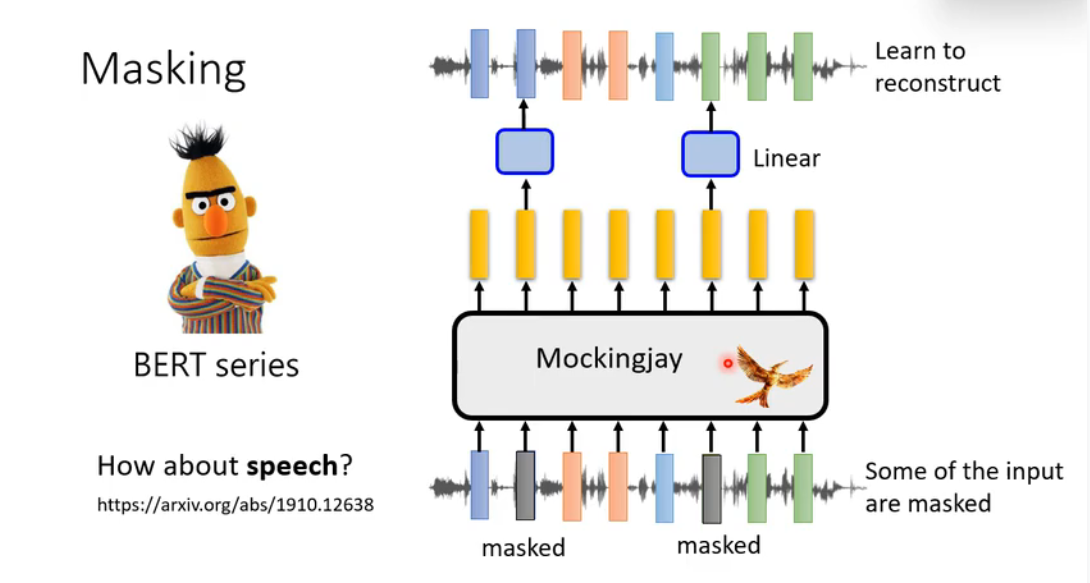 Masking
BERT series
How about speech?
https://arxiv.org/abs/1910.12638
Learn to
reconstruct
Linear
Mockingjay
Some of the input
are masked
masked
masked